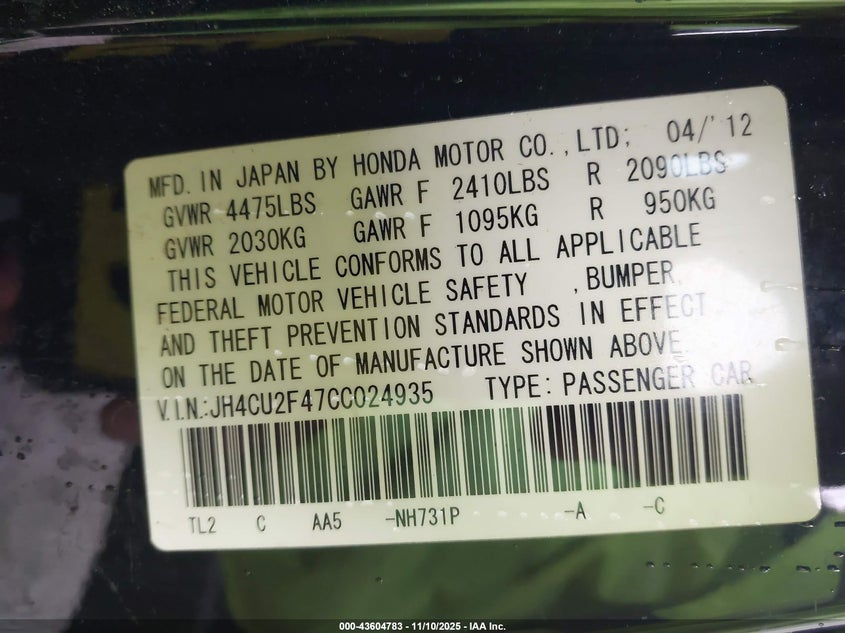 MFD. IN JAPAN BY HONDA MOTOR CO.,LTD; 04/'12
GVWR 4475LBS GAWR F 2410LBS R 2090LBS
GVWR 2030KG GAWR F 1095KG R 950KG
THIS VEHICLE CONFORMS TO ALL APPLICABLE
FEDERAL MOTOR VEHICLE SAFETY ,BUMPER,
AND THEFT PREVENTION STANDARDS IN EFFECT
ON THE DATE OF MANUFACTURE SHOWN ABOVE.
V.I.N.:JH4CU2F47CC024935 TYPE: PASSENGER CAR
TL2 C AA5 -NH731P -A -C
000-43604783 - 11/10/2025 - IAA Inc.